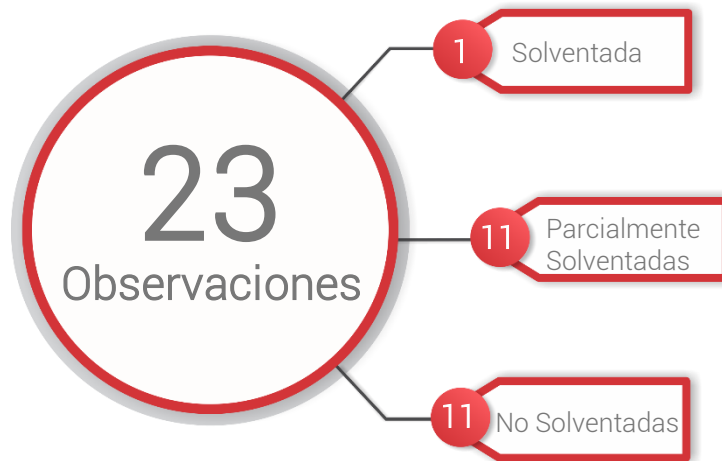 23
Observaciones
1
Solventada
11
Parcialmente
Solventadas
11
No Solventadas